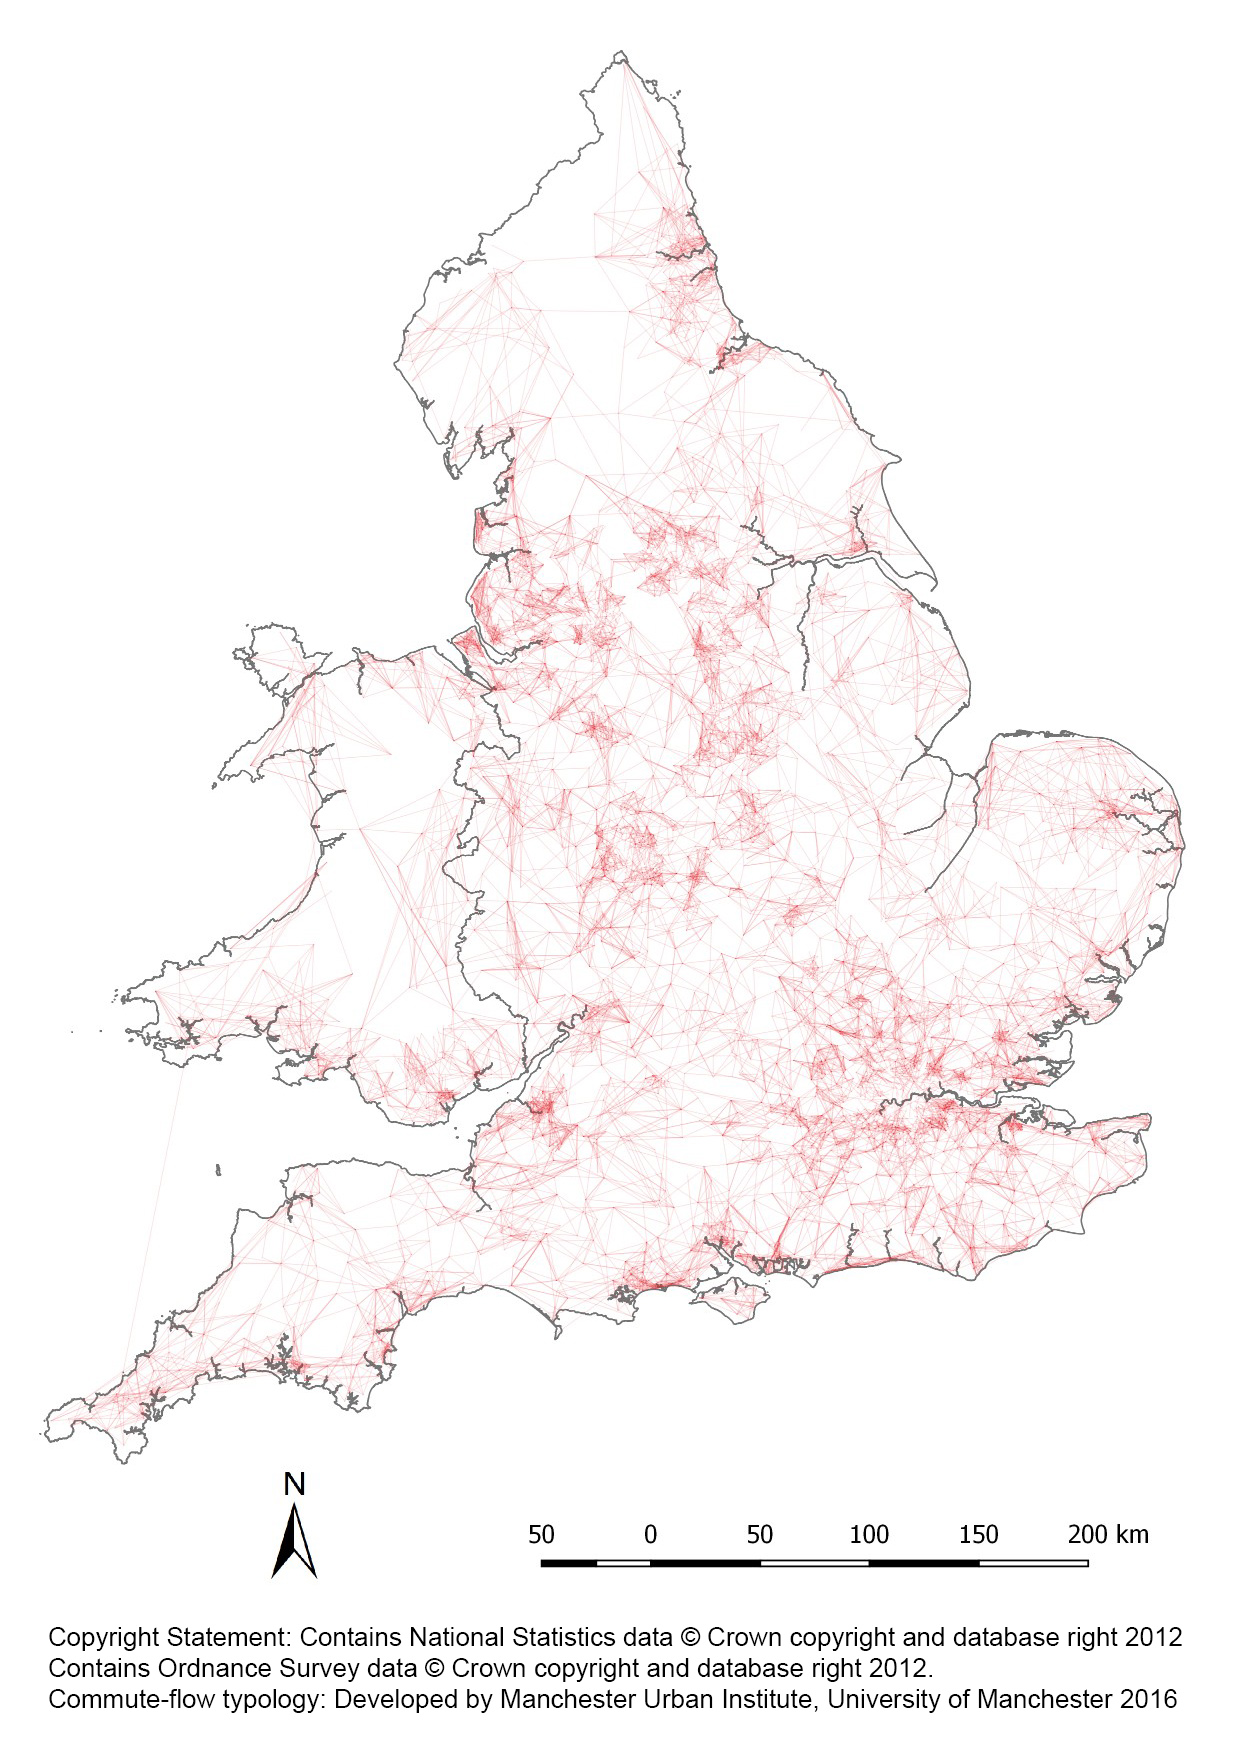 N
50 0 50 100 150 200 km
Copyright Statement: Contains National Statistics data © Crown copyright and database right 2012
Contains Ordnance Survey data © Crown copyright and database right 2012.
Commute-flow typology: Developed by Manchester Urban Institute, University of Manchester 2016